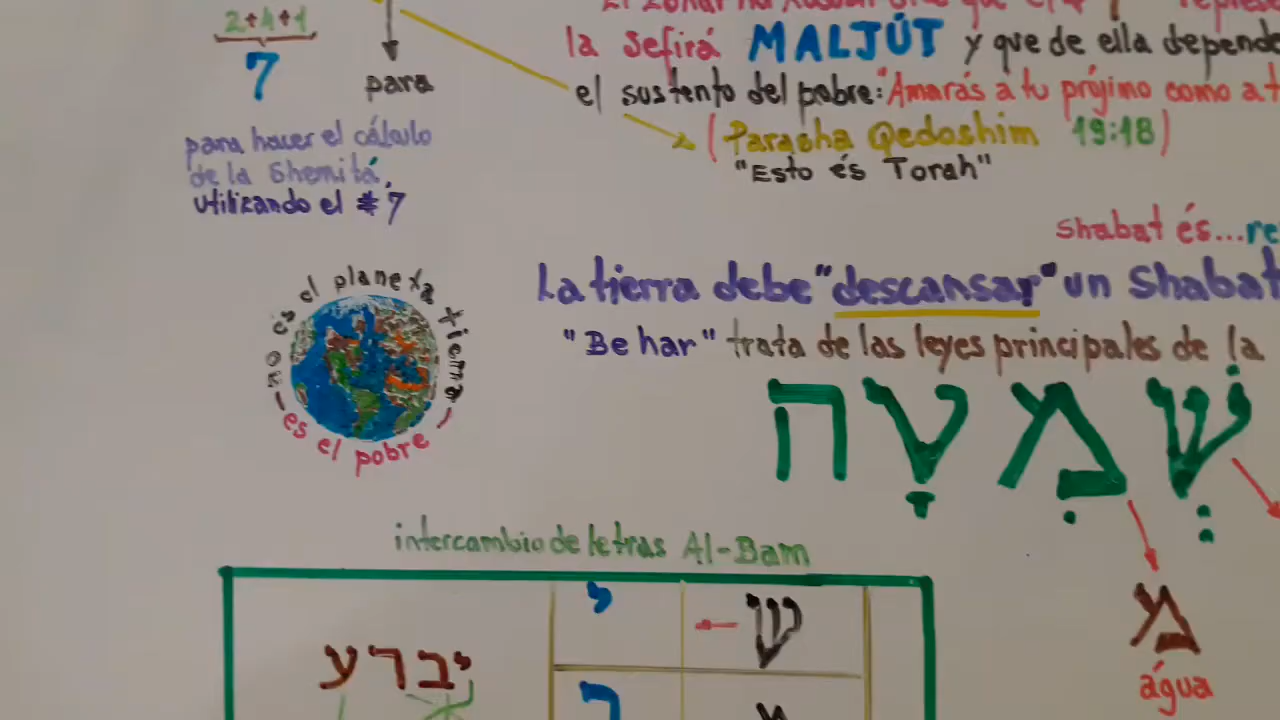 2+4+1
7
para
para hacer el cálculo
de la Shemitá,
utilizando el #7
la sefirá MALJÚT y que de ella depende
el sustento del pobre: "Amarás a tu prójimo como a t
(Parasha Qedoshim 19:18)
"Esto és Torah"
Shabat és...re
no es el planeta tierra
es el pobre
La tierra debe "descansar" un Shabat
"Be har" trata de las leyes principales de la
שְׁמִטָה
מ
água
intercambio de letras Al-Bam
יברע
י
ש